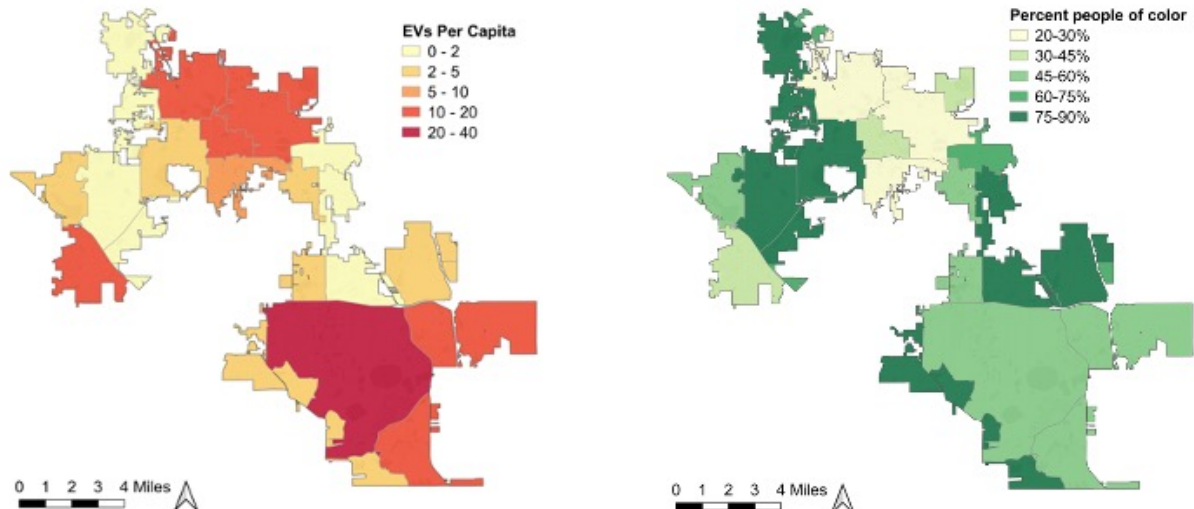 EVs Per Capita
0 - 2
2 - 5
5 - 10
10 - 20
20 - 40
0 1 2 3 4 Miles
Percent people of color
20-30%
30-45%
45-60%
60-75%
75-90%
0 1 2 3 4 Miles